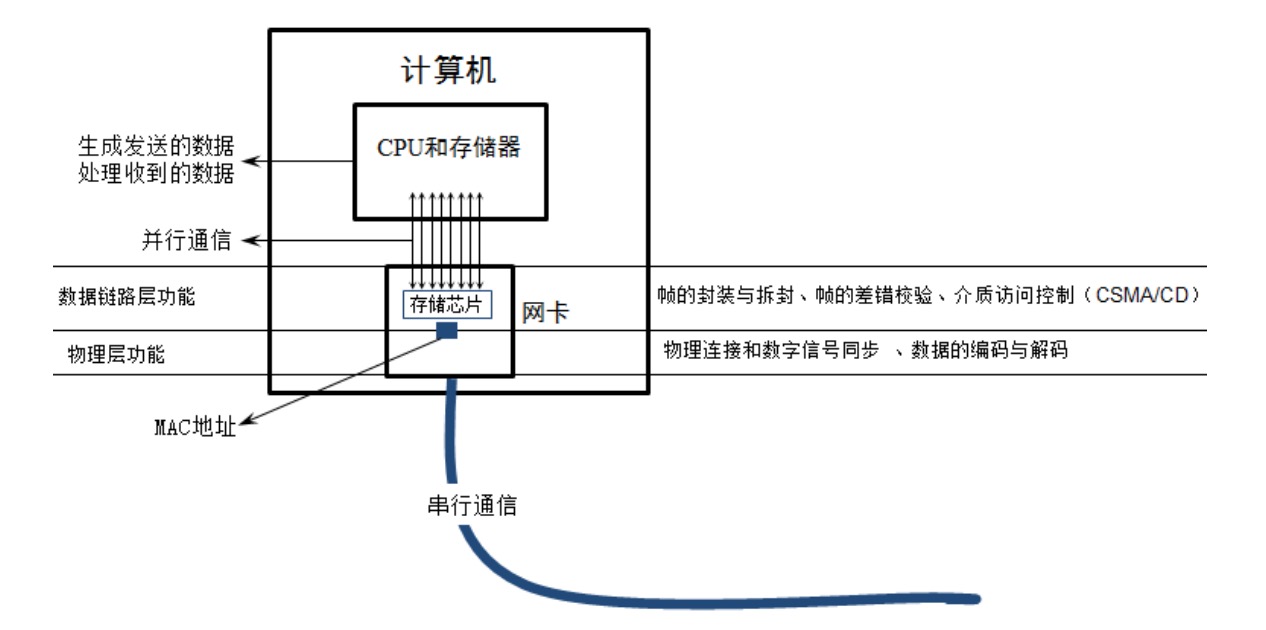 计算机
CPU和存储器
生成发送的数据
处理收到的数据
并行通信
数据链路层功能
存储芯片
网卡
帧的封装与拆封、帧的差错校验、介质访问控制（CSMA/CD）
物理层功能
物理连接和数字信号同步 、数据的编码与解码
MAC地址
串行通信